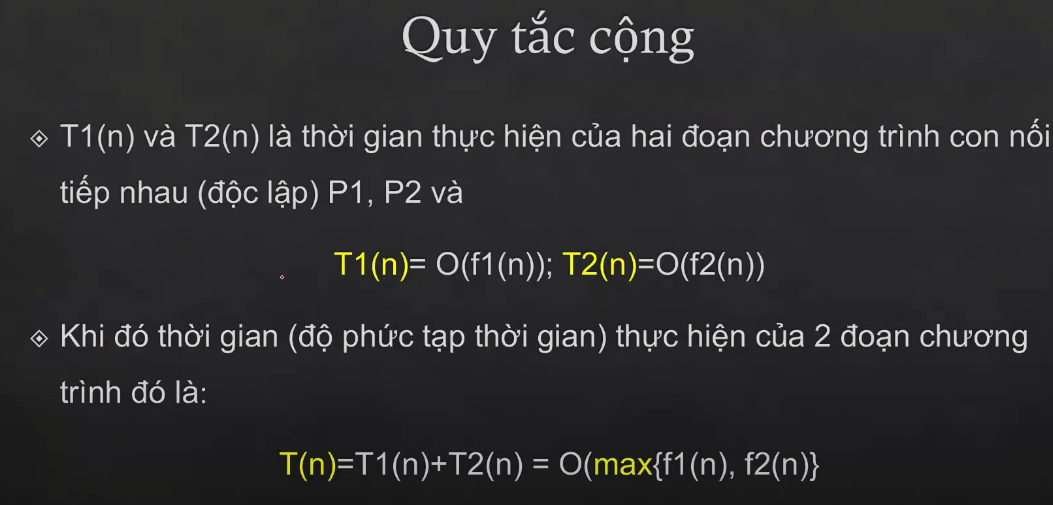 Quy tắc cộng
T1(n) và T2(n) là thời gian thực hiện của hai đoạn chương trình con nối
tiếp nhau (độc lập) P1, P2 và
T1(n)= O(f1(n)); T2(n)=O(f2(n))
Khi đó thời gian (độ phức tạp thời gian) thực hiện của 2 đoạn chương
trình đó là:
T(n)=T1(n)+T2(n) = O(max{f1(n), f2(n)}